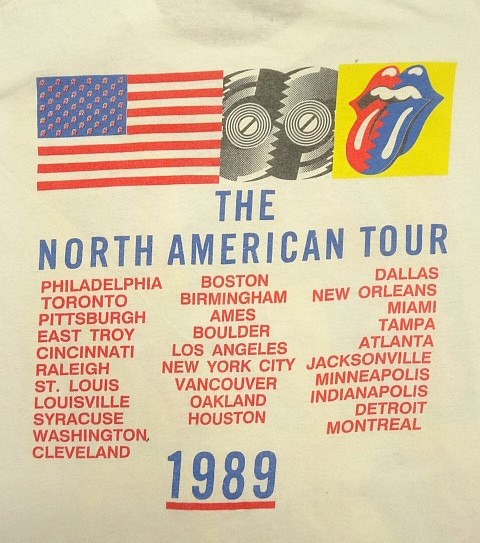 THE
NORTH AMERICAN TOUR
PHILADELPHIA
TORONTO
PITTSBURGH
EAST TROY
CINCINNATI
RALEIGH
ST. LOUIS
LOUISVILLE
SYRACUSE
WASHINGTON,
CLEVELAND
BOSTON
BIRMINGHAM
AMES
BOULDER
LOS ANGELES
NEW YORK CITY
VANCOUVER
OAKLAND
HOUSTON
DALLAS
NEW ORLEANS
MIAMI
TAMPA
ATLANTA
JACKSONVILLE
MINNEAPOLIS
INDIANAPOLIS
DETROIT
MONTREAL
1989